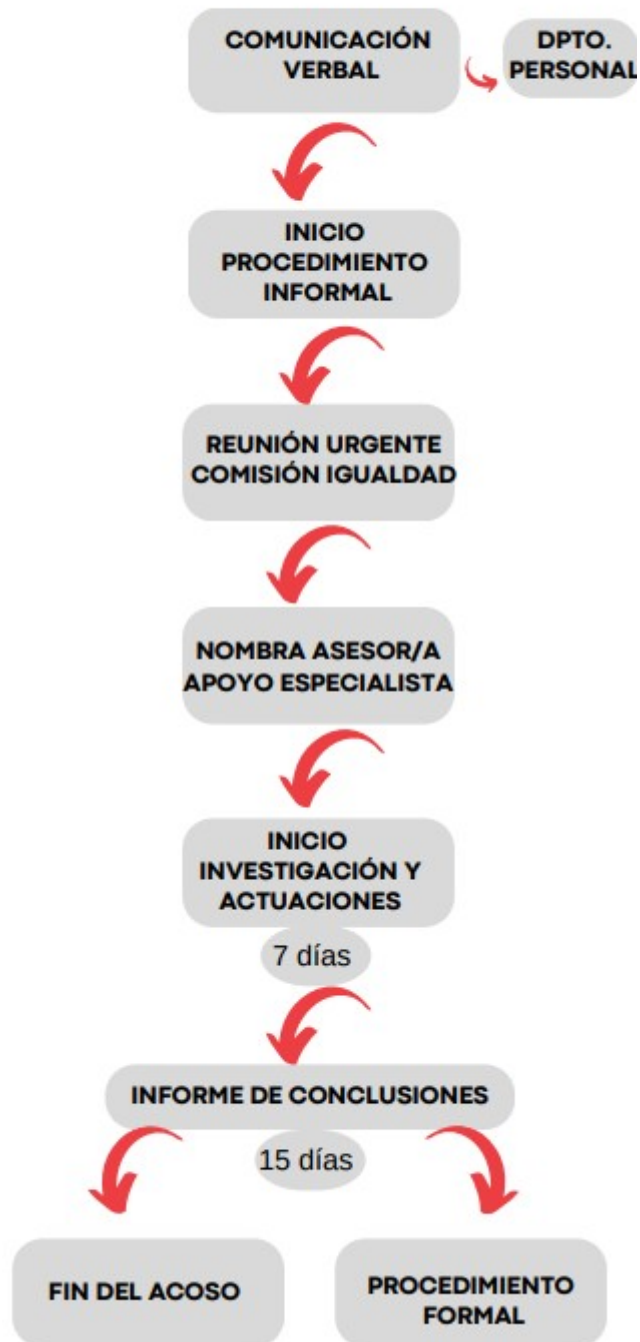 COMUNICACIÓN
VERBAL
DPTO.
PERSONAL
INICIO
PROCEDIMIENTO
INFORMAL
REUNIÓN URGENTE
COMISIÓN IGUALDAD
NOMBRA ASESOR/A
APOYO ESPECIALISTA
INICIO
INVESTIGACIÓN Y
ACTUACIONES
7 días
INFORME DE CONCLUSIONES
15 días
FIN DEL ACOSO
PROCEDIMIENTO
FORMAL